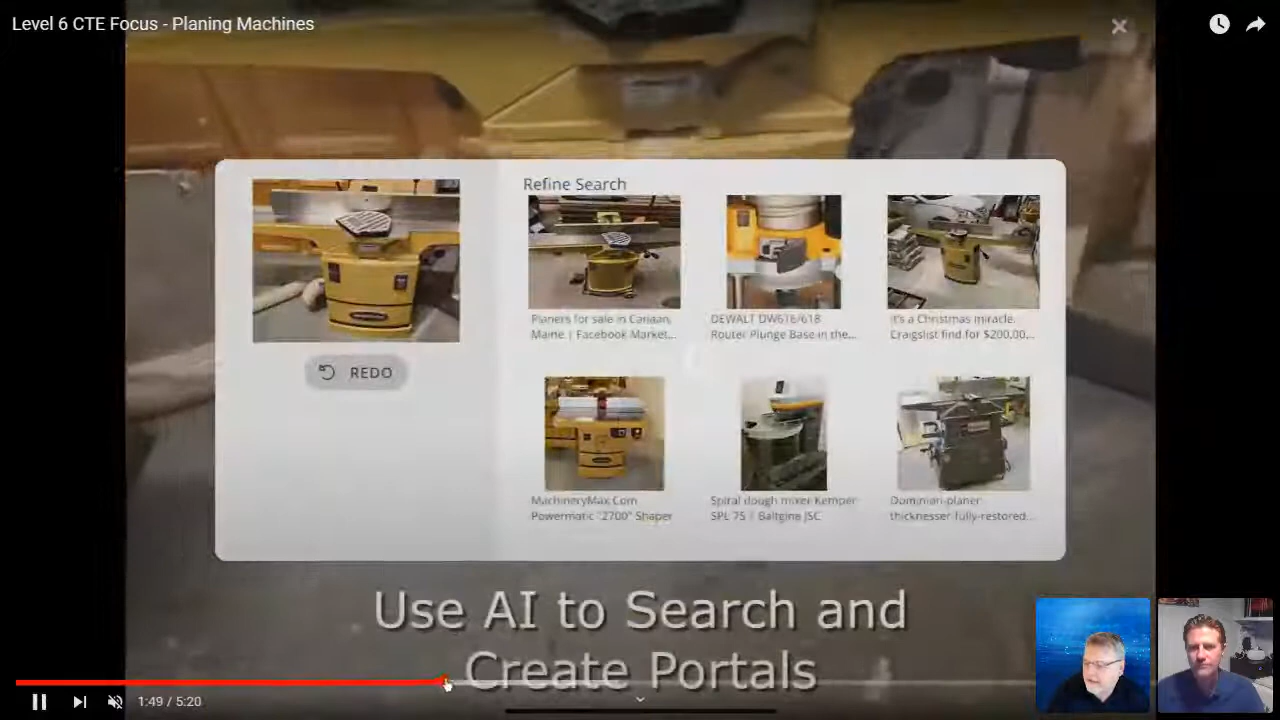 Level 6 CTE Focus - Planing Machines
Refine Search
Planers for sale in Canaan,
Maine | Facebook Market...
DEWALT DW616/618
Router Plunge Base in the...
It's a Christmas miracle.
Craigslist find for $200.00...
REDO
MachineryMax.Com
Powermatic "2700" Shaper
Spiral dough mixer Kemper
SPL 75 | Baltgina JSC
Dominion planer
thicknesser fully-restored...
Use AI to Search and
Create Portals
1:49 / 5:20